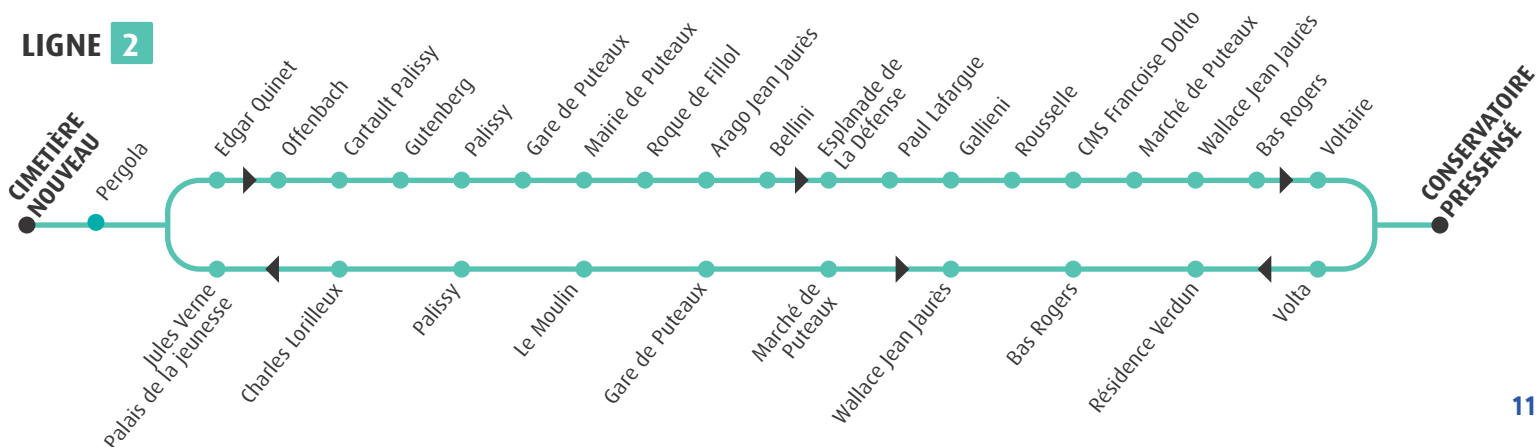 LIGNE 2
CIMETIÈRE
NOUVEAU
Pergola
Edgar Quinet
Offenbach
Cartault Palissy
Gutenberg
Palissy
Gare de Puteaux
Mairie de Puteaux
Roque de Fillol
Arago Jean Jaurès
Bellini
Esplanade de
La Défense
Paul Lafargue
Gallieni
Rousselle
CMS Francoise Dolto
Marché de Puteaux
Wallace Jean Jaurès
Bas Rogers
Voltaire
CONSERVATOIRE
PRESSENSÉ
Jules Verne
Palais de la jeunesse
Charles Lorilleux
Palissy
Le Moulin
Gare de Puteaux
Marché de
Puteaux
Wallace Jean Jaurès
Bas Rogers
Résidence Verdun
Volta
11